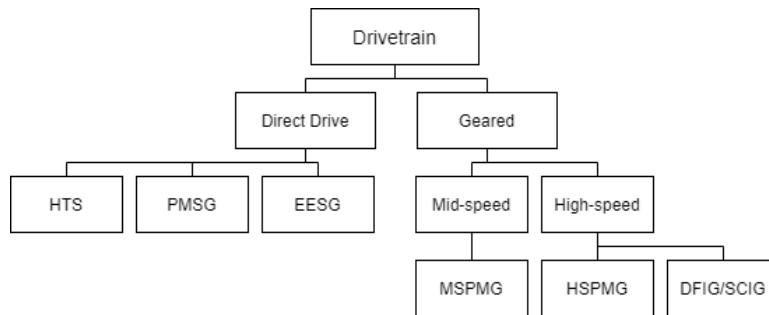 Drivetrain
Direct Drive
Geared
HTS
PMSG
EESG
Mid-speed
High-speed
MSPMG
HSPMG
DFIG/SCIG